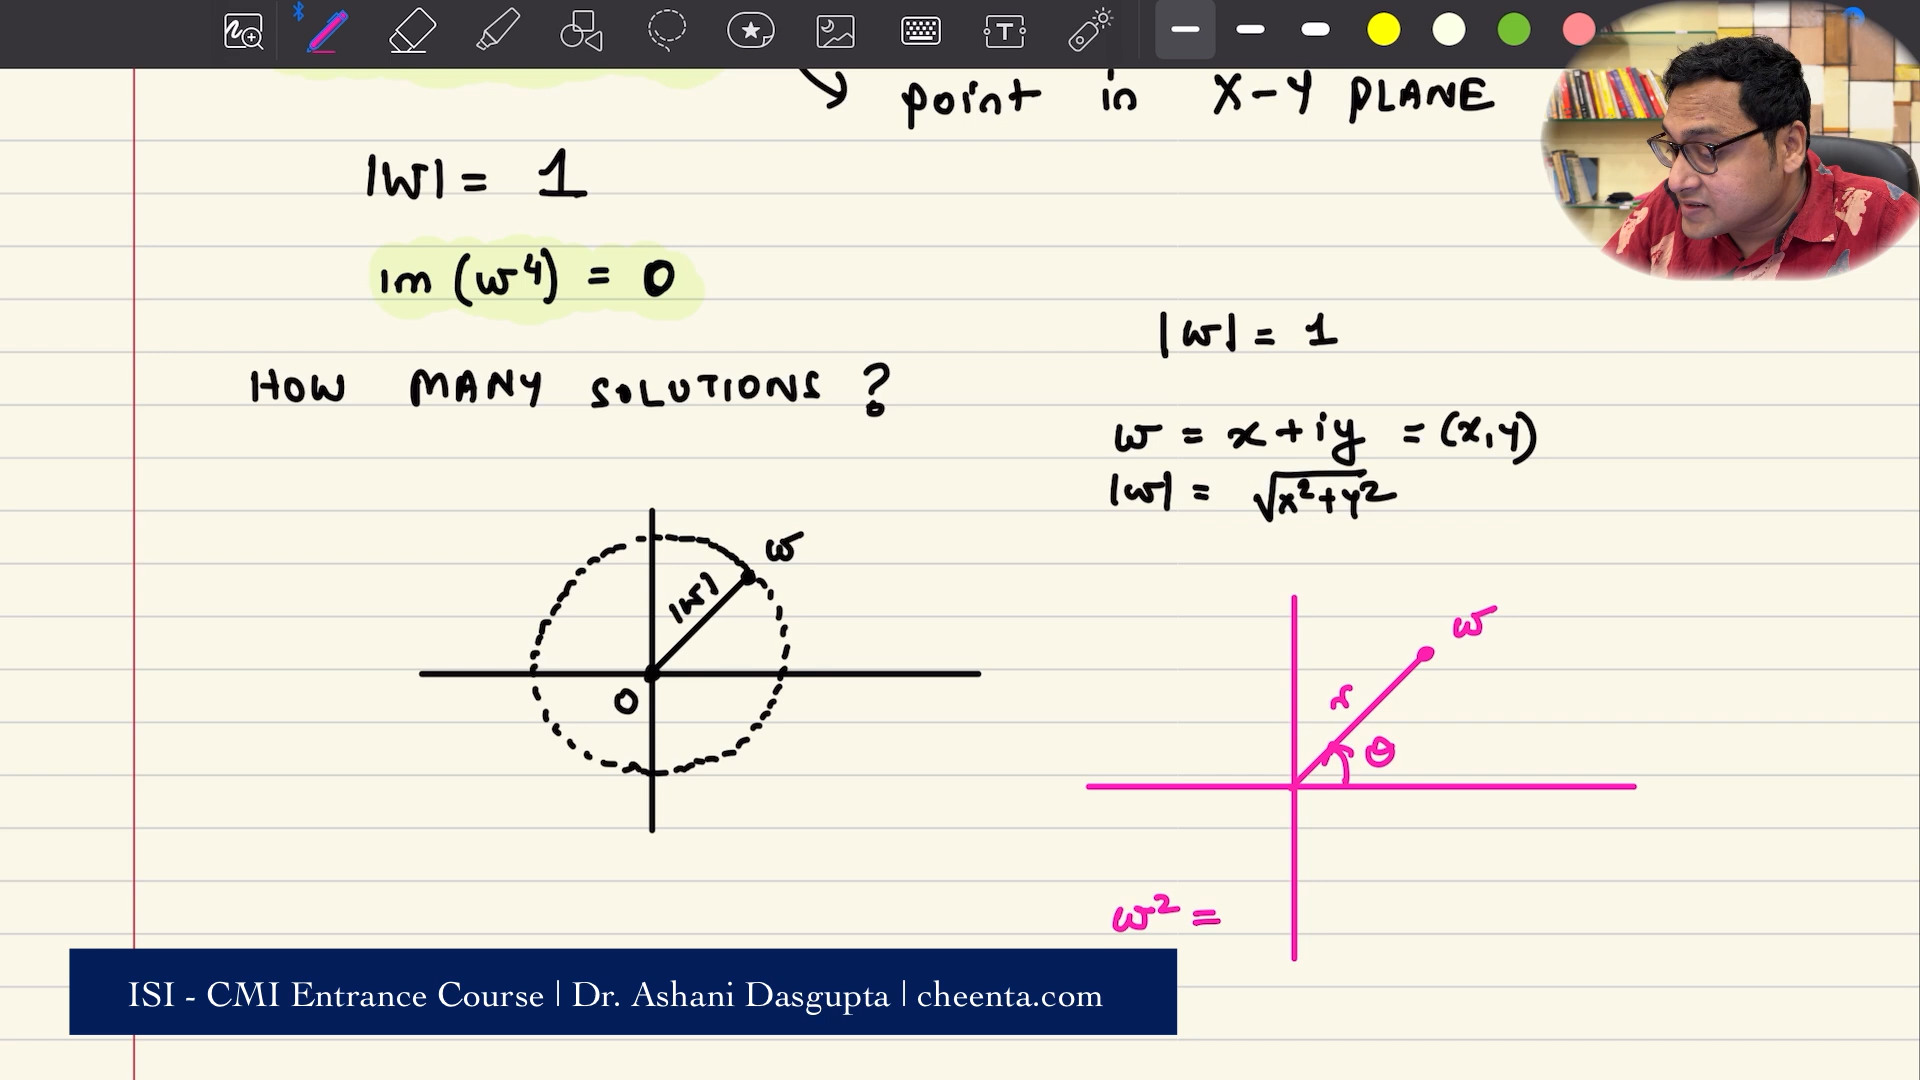 point in X-Y PLANE
|w| = 1
im (w⁴) = 0
HOW MANY SOLUTIONS ?
|w| = 1
w = x + iy = (x, y)
|w| = √x²+y²
w
|w|
0
w
r
θ
w² =
ISI - CMI Entrance Course | Dr. Ashani Dasgupta | cheenta.com